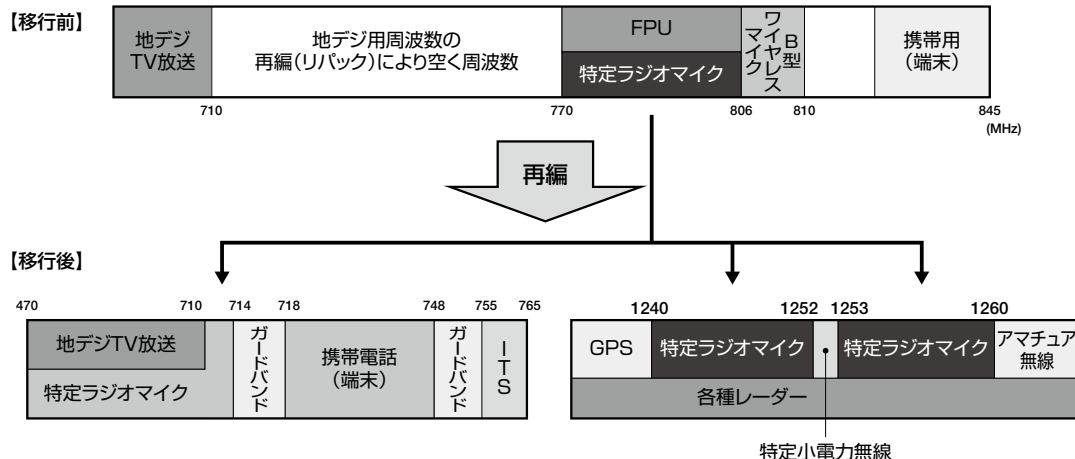 【移行前】
地デジ
TV放送
地デジ用周波数の
再編(リパック)により空く周波数
FPU
特定ラジオマイク
B型
ワイヤレス
マイク
携帯用
(端末)
710
770
806
810
845
(MHz)
再編
【移行後】
470
710
714
718
748
755
765
地デジTV放送
特定ラジオマイク
ガードバンド
携帯電話
(端末)
ガードバンド
ITS
1240
1252
1253
1260
GPS
特定ラジオマイク
特定ラジオマイク
アマチュア
無線
各種レーダー
特定小電力無線